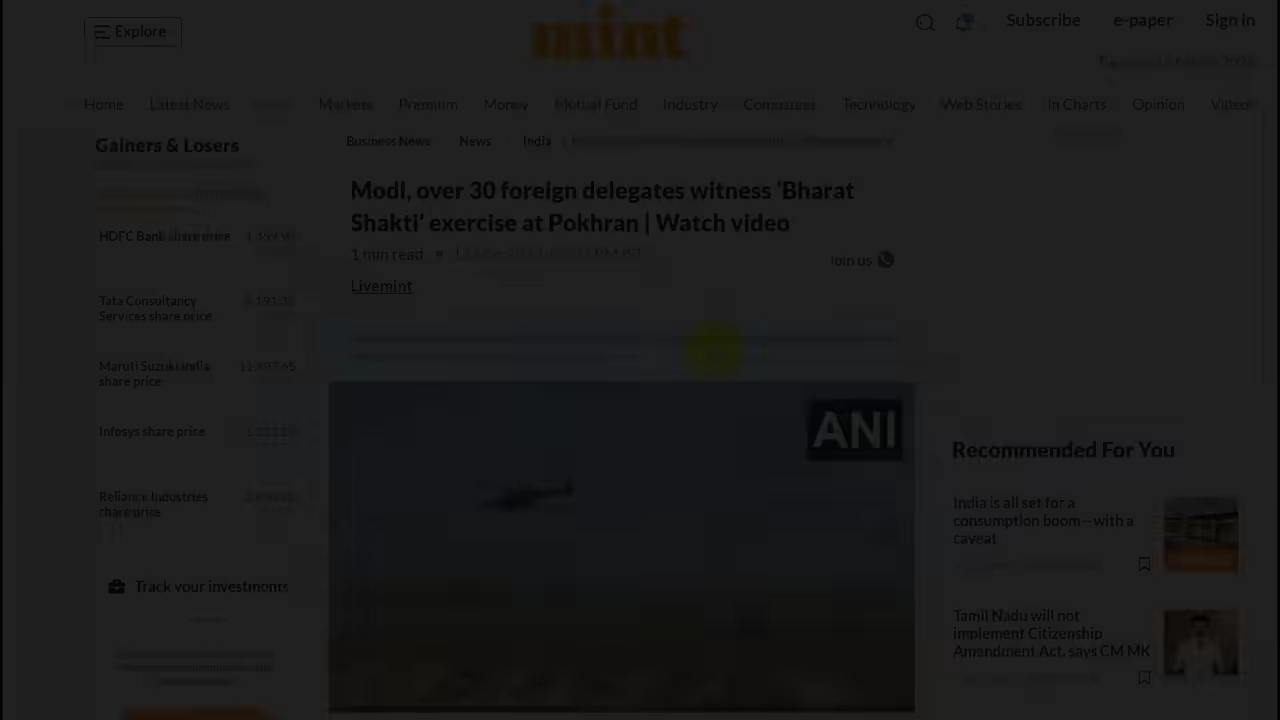 Explore
mint
Subscribe e-paper Sign in
Home Latest News Markets Premium Money Mutual Fund Industry Companies Technology Web Stories In Charts Opinion Videos
Gainers & Losers
HDFC Bank share price
Tata Consultancy
Services share price
Maruti Suzuki India
share price
11,897.65
Infosys share price
Reliance Industries
share price
Track your investments
Business News News India
Modi, over 30 foreign delegates witness 'Bharat
Shakti' exercise at Pokhran | Watch video
1 min read
Join us
Livemint
ANI
Recommended For You
India is all set for a
consumption boom—with a
caveat
Tamil Nadu will not
implement Citizenship
Amendment Act, says CM MK